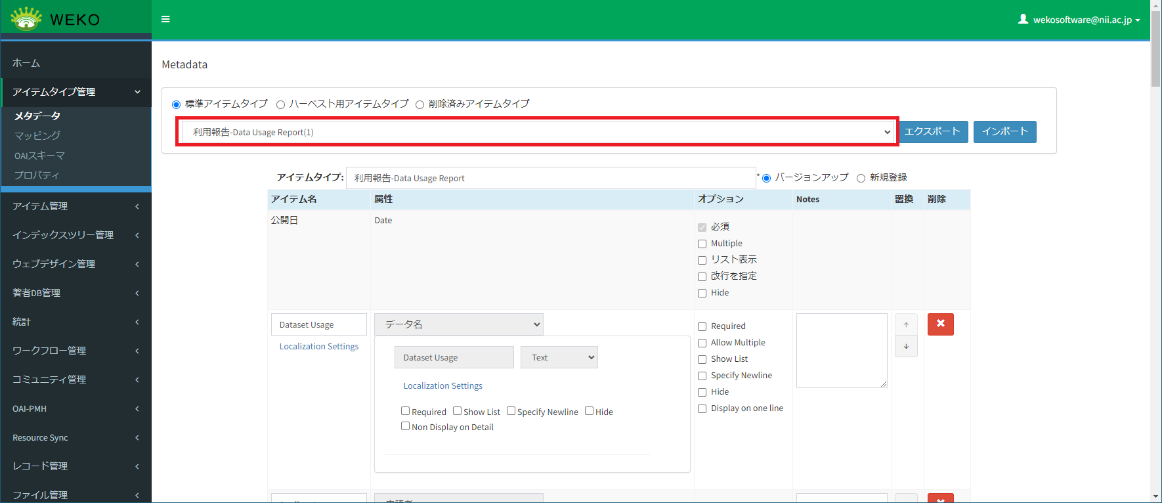 WEKO
wekosoftware@nii.ac.jp
ホーム
アイテムタイプ管理
メタデータ
マッピング
OAIスキーマ
プロパティ
アイテム管理
インデックスツリー管理
ウェブデザイン管理
著者DB管理
統計
ワークフロー管理
コミュニティ管理
OAI-PMH
Resource Sync
レコード管理
ファイル管理
Metadata
標準アイテムタイプ ハーベスト用アイテムタイプ 削除済みアイテムタイプ
利用報告-Data Usage Report(1) エクスポート インポート
アイテムタイプ: 利用報告-Data Usage Report * バージョンアップ 新規登録
アイテム名 属性 オプション Notes 置換 削除
公開日 Date
必須
Multiple
リスト表示
改行を指定
Hide
Dataset Usage データ名
Localization Settings
Dataset Usage Text
Localization Settings
Required Show List Specify Newline Hide
Non Display on Detail
Required
Allow Multiple
Show List
Specify Newline
Hide
Display on one line